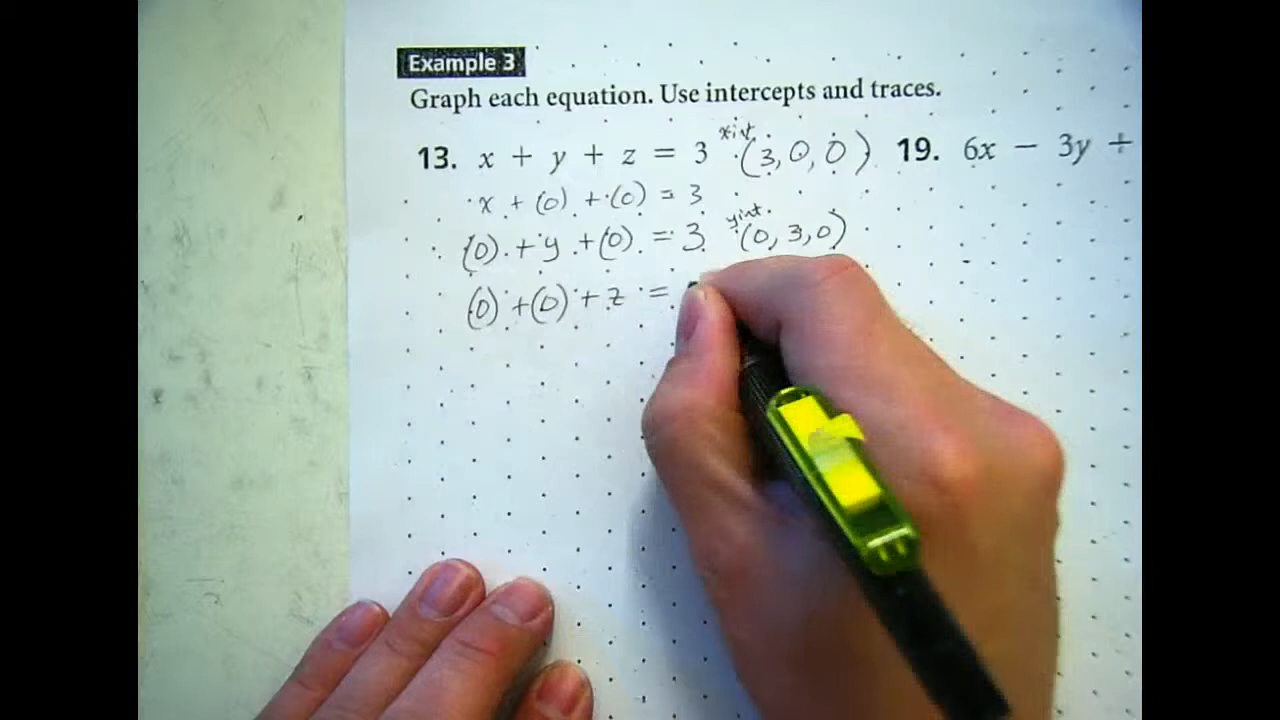 Example 3
Graph each equation. Use intercepts and traces.
13. x + y + z = 3 x int. (3, 0, 0) 19. 6x − 3y +
x + (0) + (0) = 3
(0) + y + (0) = 3 y int. (0, 3, 0)
(0) + (0) + z =